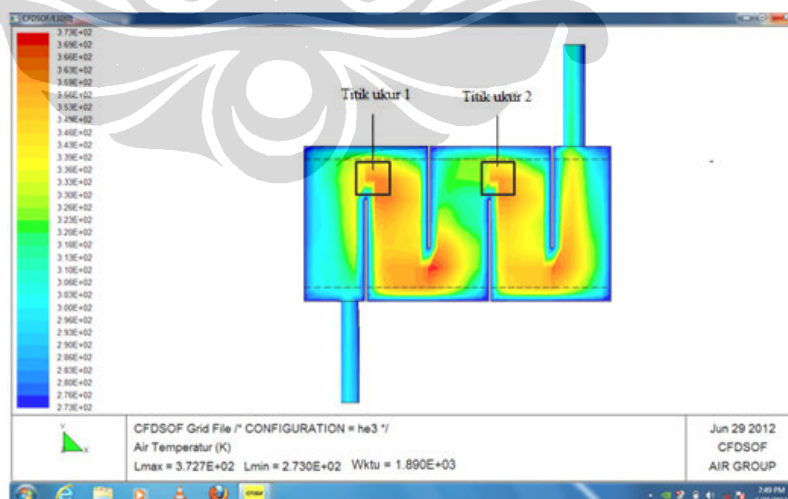 3.73E+02
3.69E+02
3.66E+02
3.63E+02
3.59E+02
3.56E+02
3.53E+02
3.49E+02
3.46E+02
3.43E+02
3.39E+02
3.36E+02
3.33E+02
3.30E+02
3.26E+02
3.23E+02
3.20E+02
3.16E+02
3.13E+02
3.10E+02
3.06E+02
3.03E+02
3.00E+02
2.96E+02
2.93E+02
2.90E+02
2.86E+02
2.83E+02
2.80E+02
2.76E+02
2.73E+02
Titik ukur 1
Titik ukur 2
Y
X
CFDSOF Grid File /* CONFIGURATION = he3 */
Air Temperatur (K)
Lmax = 3.727E+02 Lmin = 2.730E+02 Wktu = 1.890E+03
Jun 29 2012
CFDSOF
AIR GROUP
7:49 PM